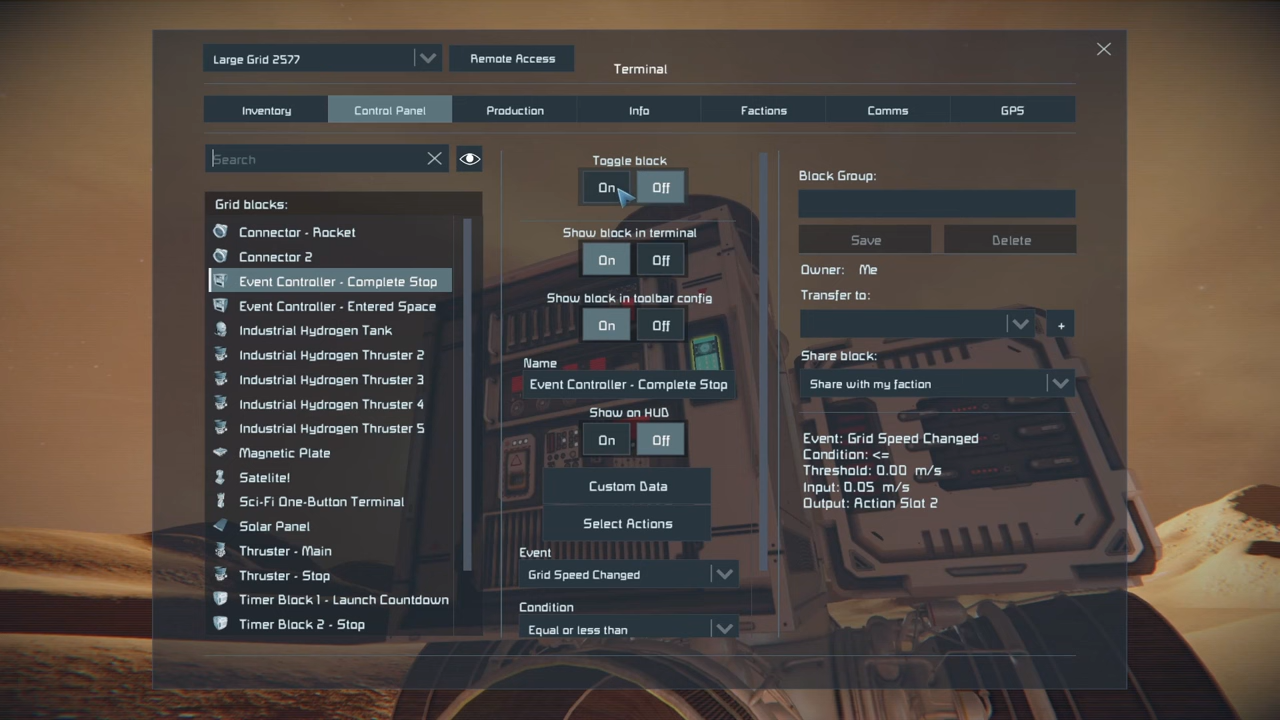 Large Grid 2577
Remote Access
Terminal
Inventory
Control Panel
Production
Info
Factions
Comms
GPS
Search
Grid blocks:
Connector - Rocket
Connector 2
Event Controller - Complete Stop
Event Controller - Entered Space
Industrial Hydrogen Tank
Industrial Hydrogen Thruster 2
Industrial Hydrogen Thruster 3
Industrial Hydrogen Thruster 4
Industrial Hydrogen Thruster 5
Magnetic Plate
Satelite!
Sci-Fi One-Button Terminal
Solar Panel
Thruster - Main
Thruster - Stop
Timer Block 1 - Launch Countdown
Timer Block 2 - Stop
Toggle block
On Off
Show block in terminal
On Off
Show block in toolbar config
On Off
Name
Event Controller - Complete Stop
Show on HUD
On Off
Custom Data
Select Actions
Event
Grid Speed Changed
Condition
Equal or less than
Block Group:
Save Delete
Owner: Me
Transfer to:
+
Share block:
Share with my faction
Event: Grid Speed Changed
Condition: <=
Threshold: 0.00 m/s
Input: 0.05 m/s
Output: Action Slot 2